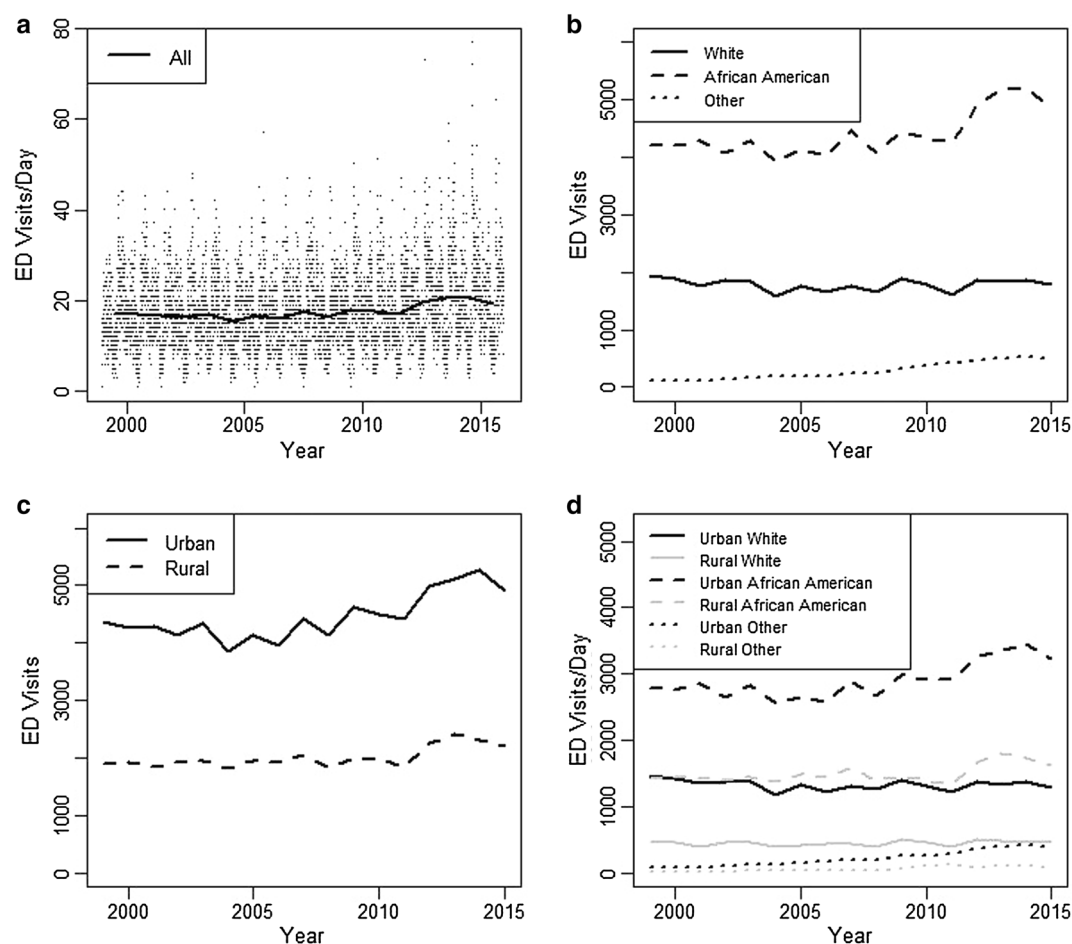 a
All
80
60
40
20
0
ED Visits/Day
2000 2005 2010 2015
Year
b
White
African American
Other
5000
3000
1000
0
ED Visits
2000 2005 2010 2015
Year
c
Urban
Rural
5000
3000
1000
0
ED Visits
2000 2005 2010 2015
Year
d
Urban White
Rural White
Urban African American
Rural African American
Urban Other
Rural Other
5000
4000
3000
2000
1000
0
ED Visits/Day
2000 2005 2010 2015
Year